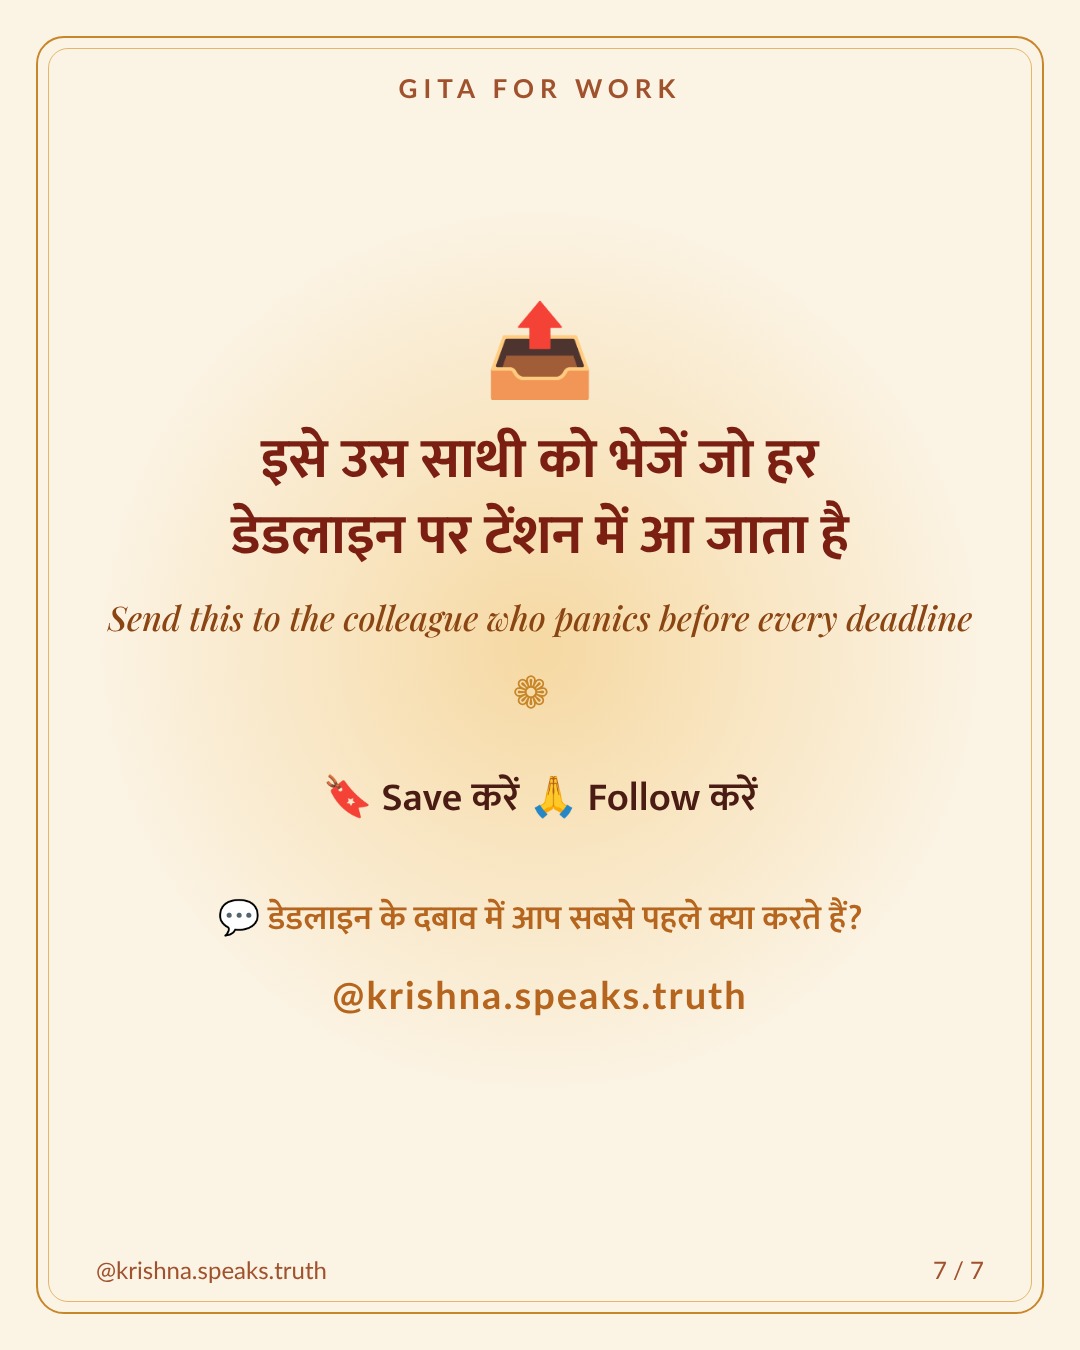 GITA FOR WORK
इसे उस साथी को भेजें जो हर
डेडलाइन पर टेंशन में आ जाता है
Send this to the colleague who panics before every deadline
Save करें 🙏 Follow करें
डेडलाइन के दबाव में आप सबसे पहले क्या करते हैं?
@krishna.speaks.truth
@krishna.speaks.truth
7 / 7